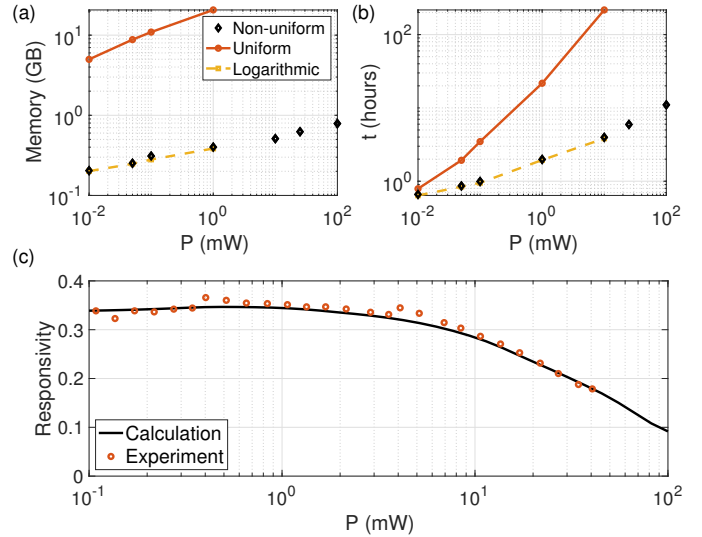 (a)
Memory (GB)
10^1
10^0
10^-1
10^-2
10^0
10^2
P (mW)
Non-uniform
Uniform
Logarithmic
(b)
t (hours)
10^2
10^0
10^-2
10^0
10^2
P (mW)
(c)
Responsivity
0.4
0.3
0.2
0.1
0
10^-1
10^0
10^1
10^2
P (mW)
Calculation
Experiment